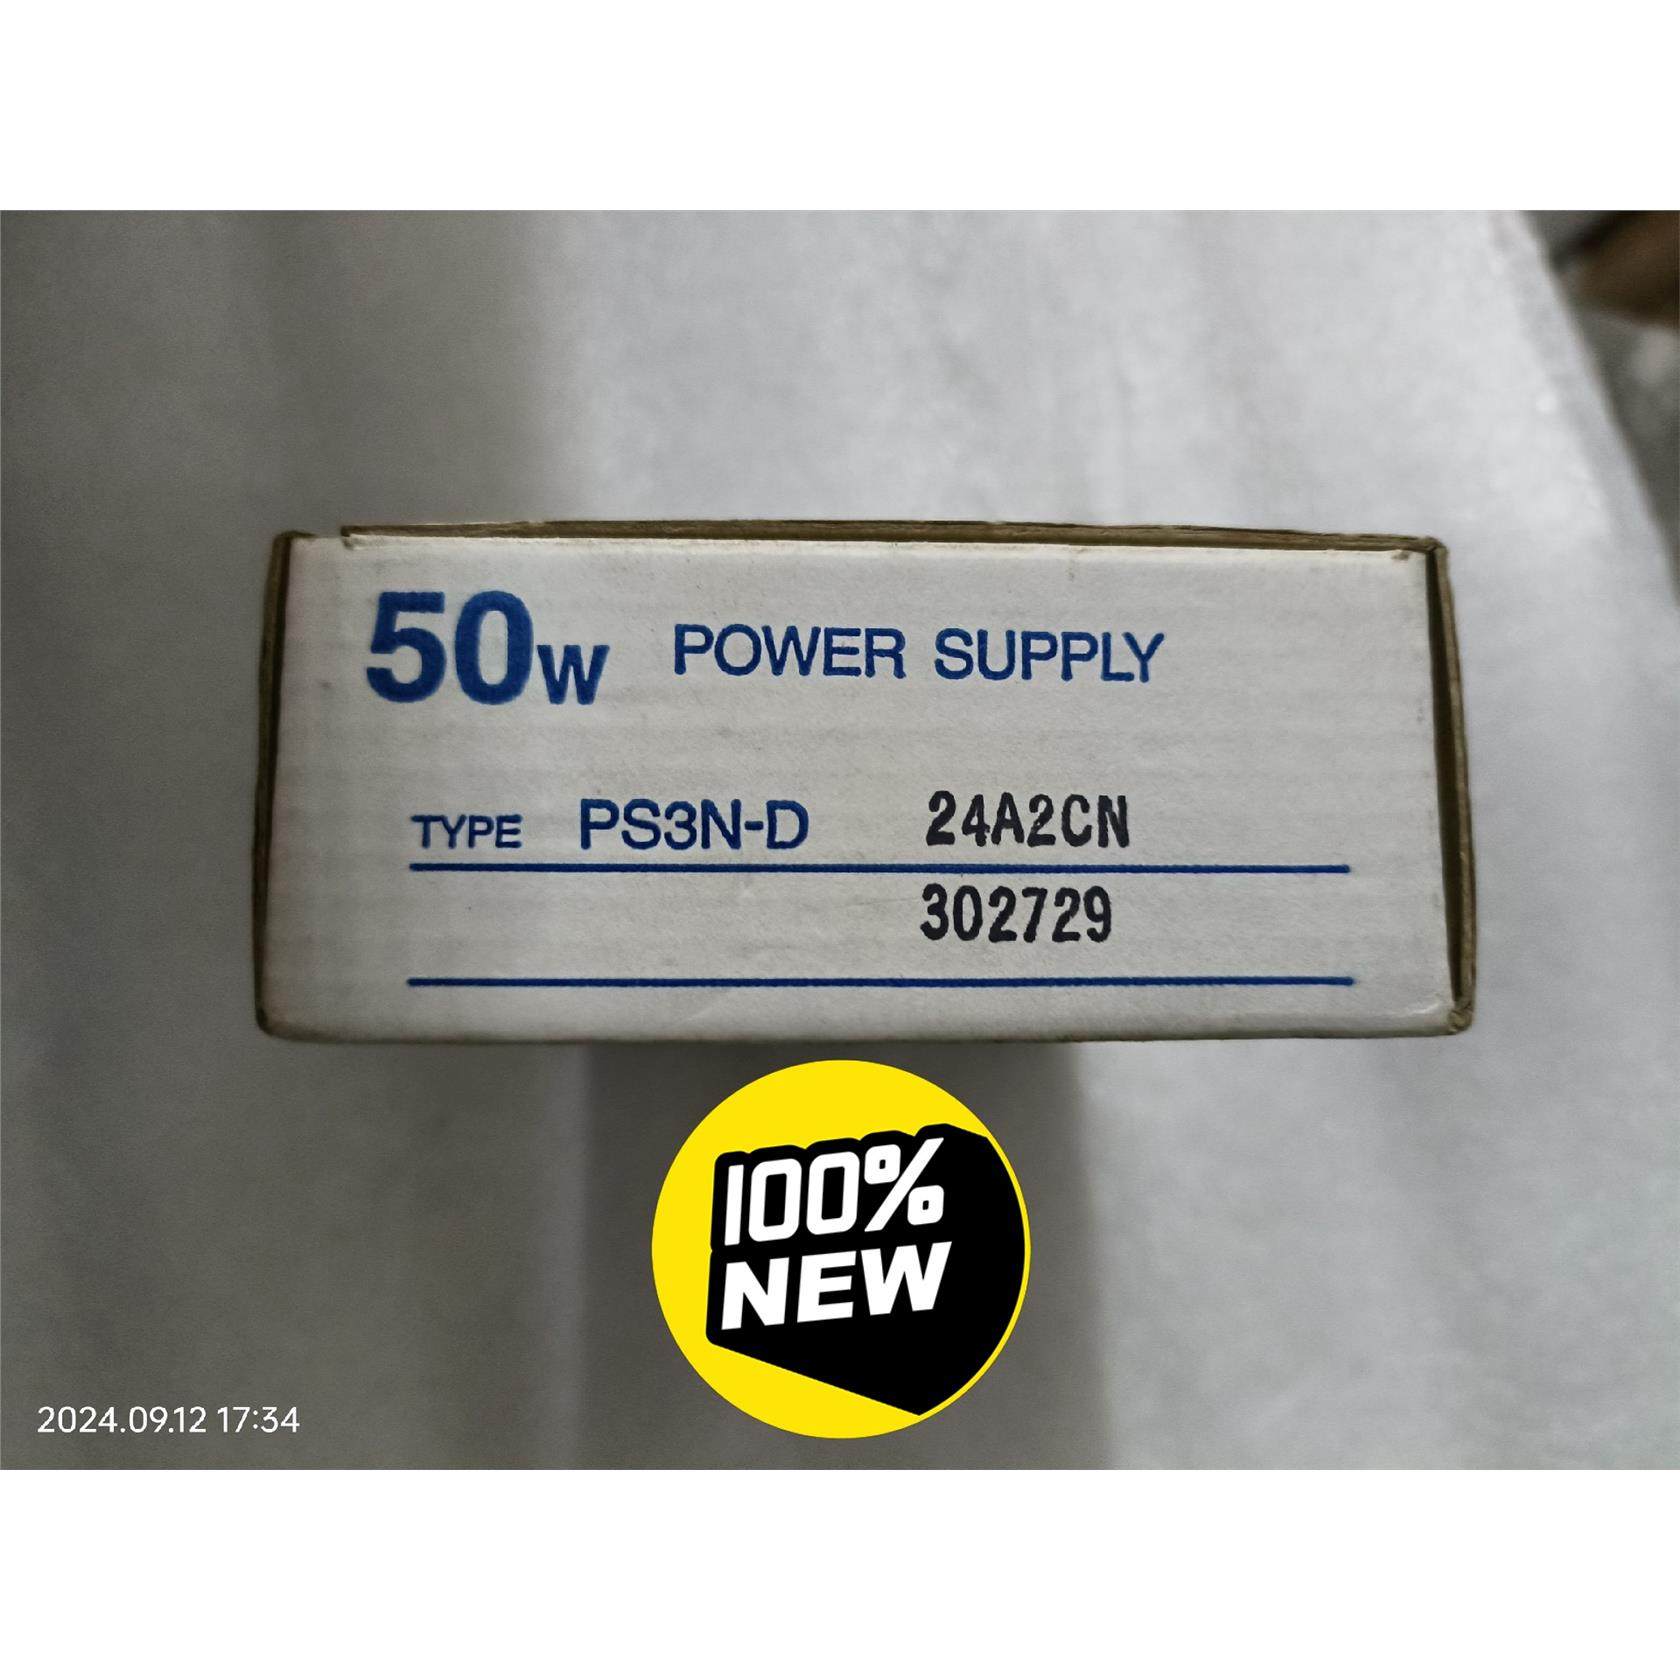 50W POWER SUPPLY
TYPE PS3N-D 24A2CN
302729
100%
NEW
2024.09.12 17:34